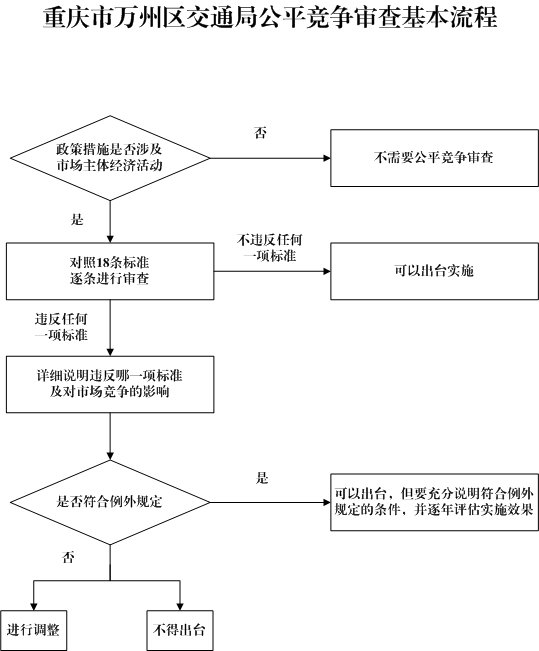 重庆市万州区交通局公平竞争审查基本流程
政策措施是否涉及
市场主体经济活动
否
不需要公平竞争审查
是
对照18条标准
逐条进行审查
不违反任何
一项标准
可以出台实施
违反任何
一项标准
详细说明违反哪一项标准
及对市场竞争的影响
是否符合例外规定
是
可以出台，但要充分说明符合例外
规定的条件，并逐年评估实施效果
否
进行调整
不得出台